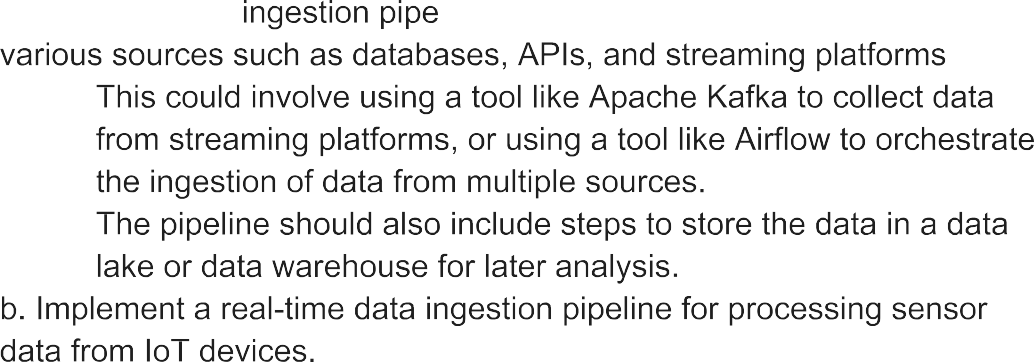 ingestion pipe
various sources such as databases, APIs, and streaming platforms
This could involve using a tool like Apache Kafka to collect data
from streaming platforms, or using a tool like Airflow to orchestrate
the ingestion of data from multiple sources.
The pipeline should also include steps to store the data in a data
lake or data warehouse for later analysis.
b. Implement a real-time data ingestion pipeline for processing sensor
data from IoT devices.